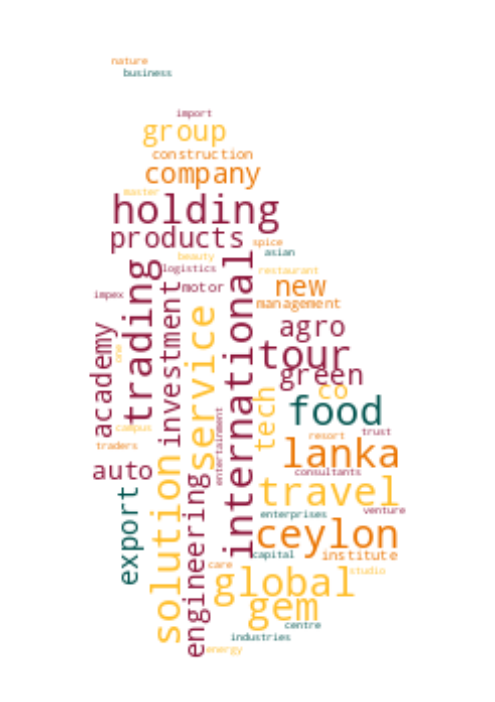 nature
business
import
group
construction
company
master
holding
products
spice
beauty
asian
logistics
restaurant
trading
international
investment
motor
new
impex
management
service
agro
academy
tour
one
green
tech
co
food
entertainment
campus
trust
resort
traders
lanka
solution
auto
consultants
engineering
travel
export
venture
enterprises
ceylon
capital
institute
care
global
studio
gem
centre
industries
energy